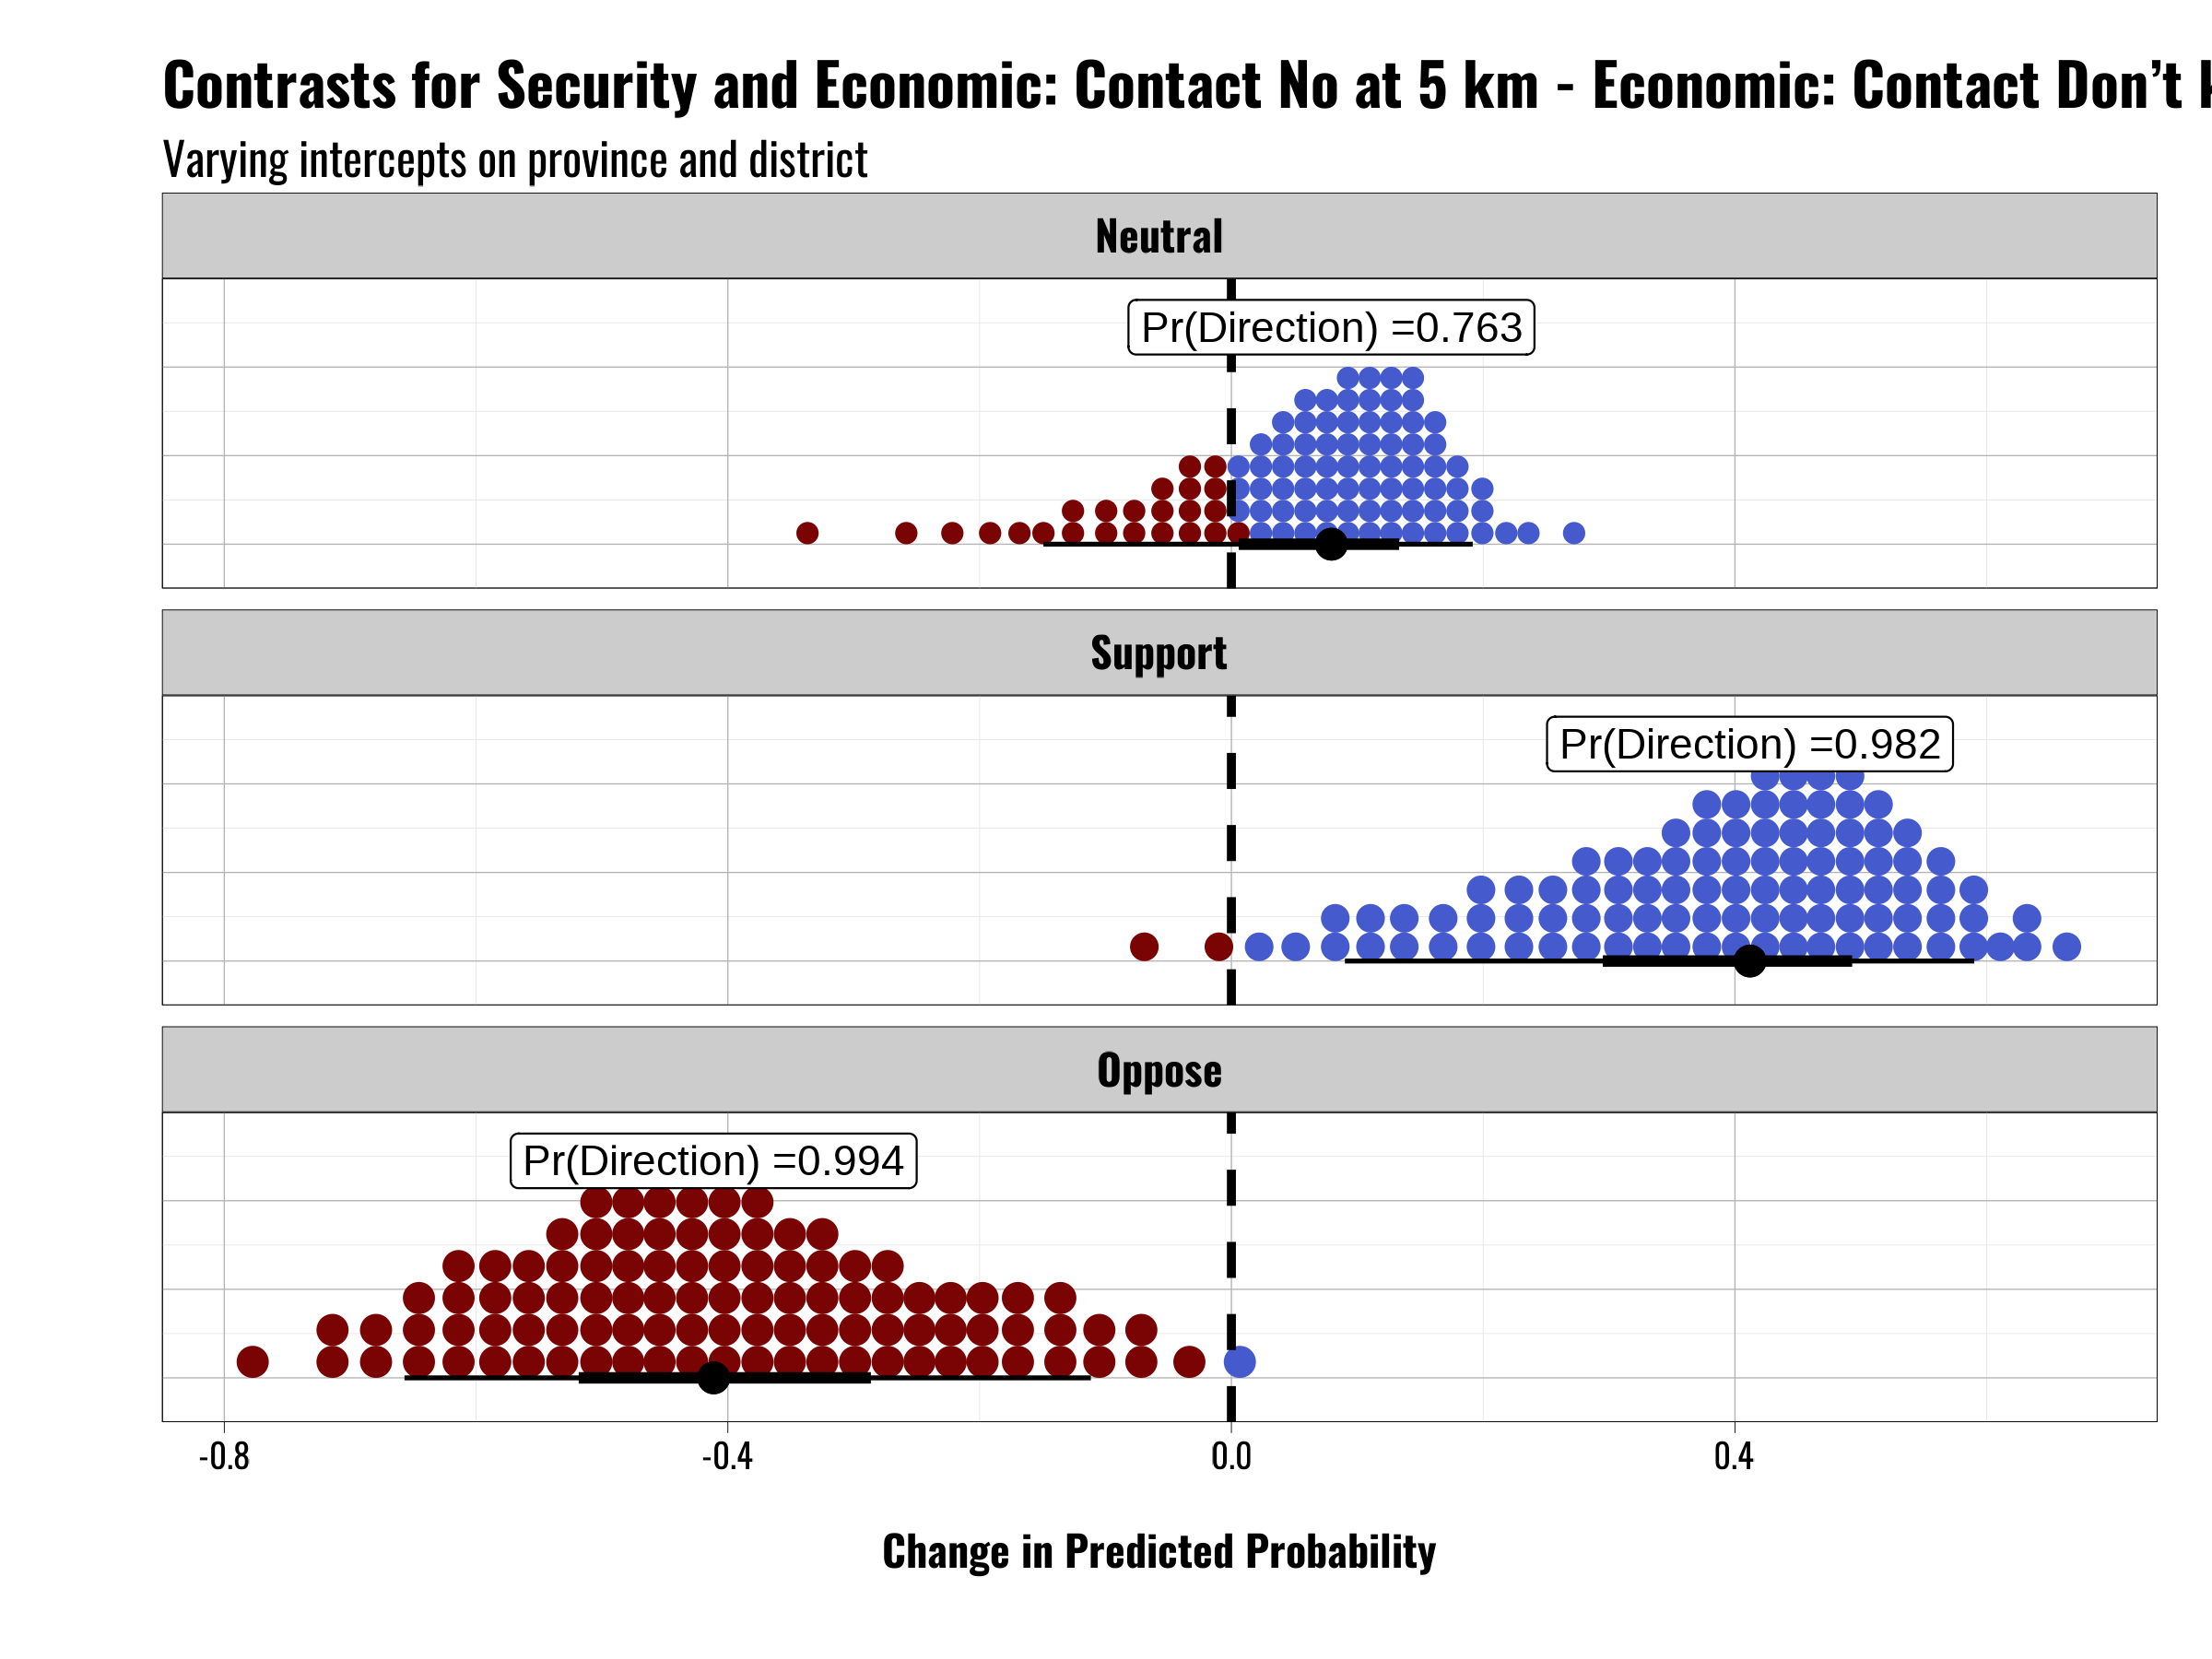 Contrasts for Security and Economic: Contact No at 5 km - Economic: Contact Don’t
Varying intercepts on province and district
Neutral
Pr(Direction) =0.763
Support
Pr(Direction) =0.982
Oppose
Pr(Direction) =0.994
-0.8 -0.4 0.0 0.4
Change in Predicted Probability